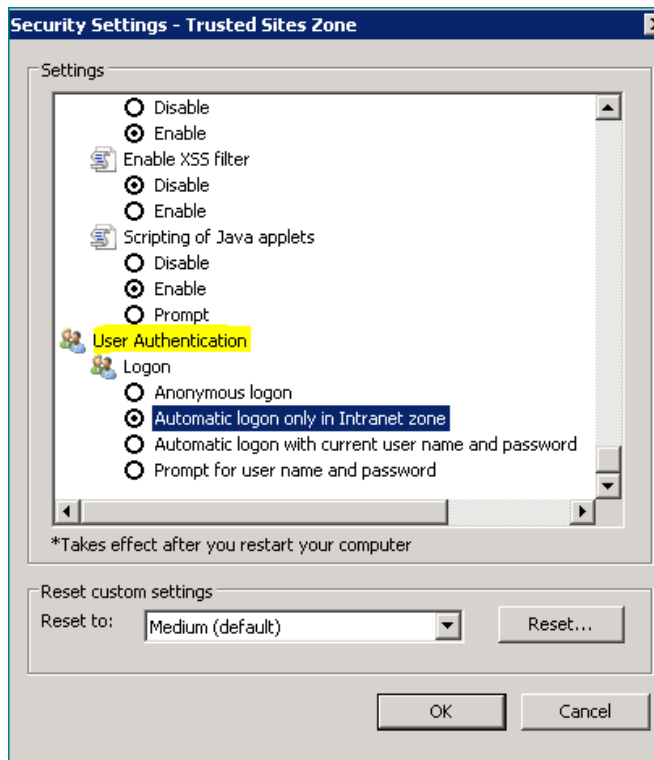 Security Settings - Trusted Sites Zone
Settings
Disable
Enable
Enable XSS filter
Disable
Enable
Scripting of Java applets
Disable
Enable
Prompt
User Authentication
Logon
Anonymous logon
Automatic logon only in Intranet zone
Automatic logon with current user name and password
Prompt for user name and password
*Takes effect after you restart your computer
Reset custom settings
Reset to: Medium (default) Reset...
OK Cancel